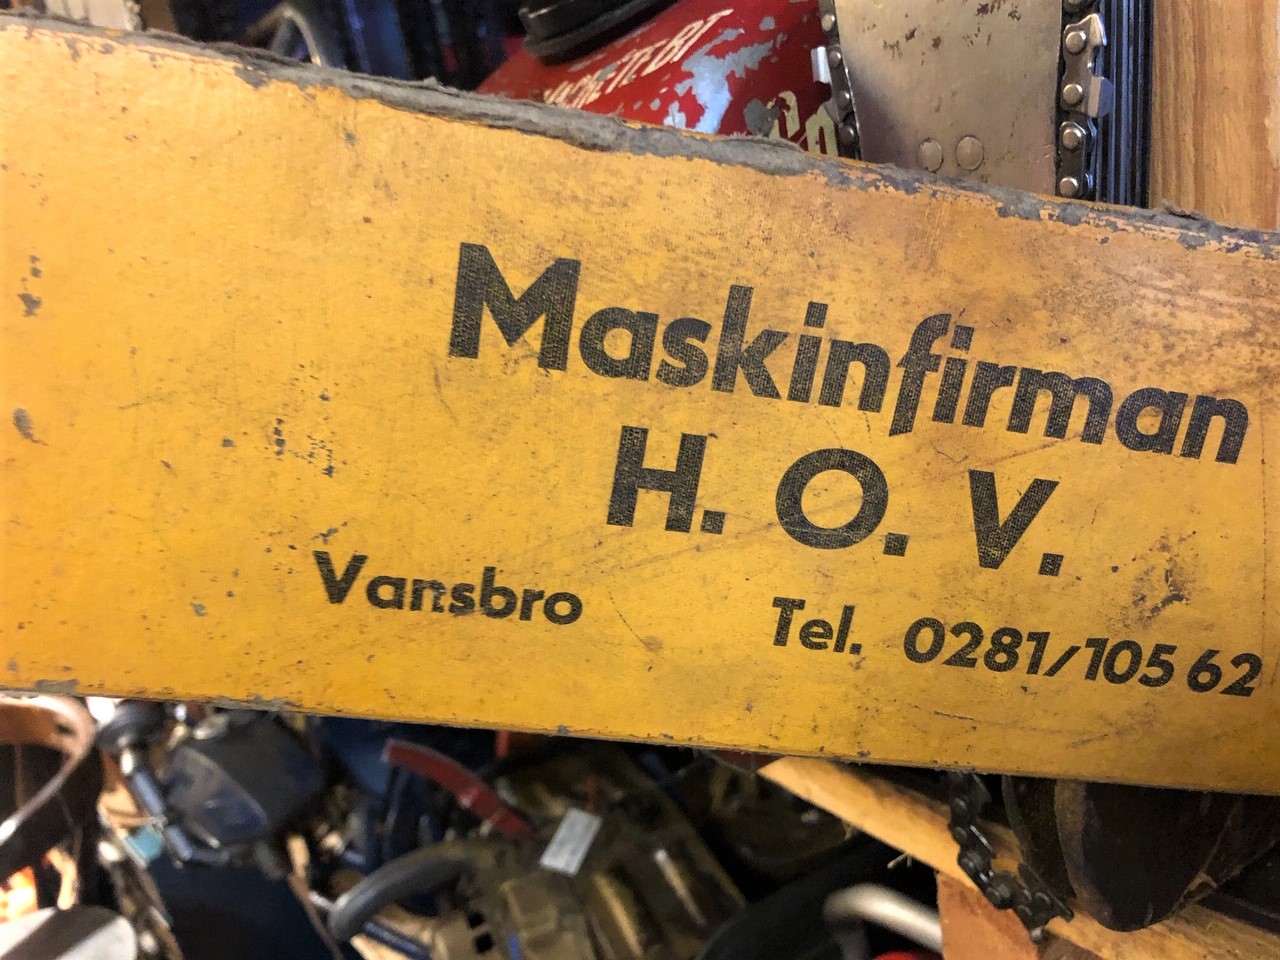 Maskinfirman
H. O. V.
Vansbro Tel. 0281/105 62